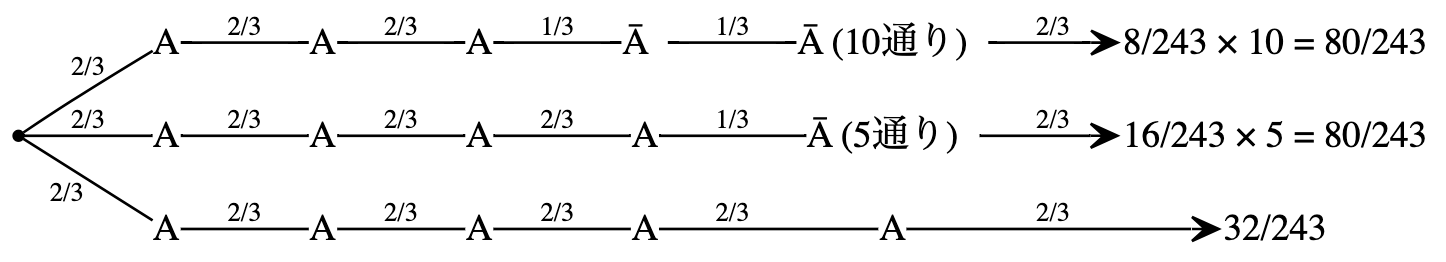 2/3 A 2/3 A 2/3 A 1/3 Ā 1/3 Ā (10通り) 2/3 8/243 × 10 = 80/243
2/3 A 2/3 A 2/3 A 2/3 A 1/3 Ā (5通り) 2/3 16/243 × 5 = 80/243
2/3 A 2/3 A 2/3 A 2/3 A 2/3 A 2/3 32/243